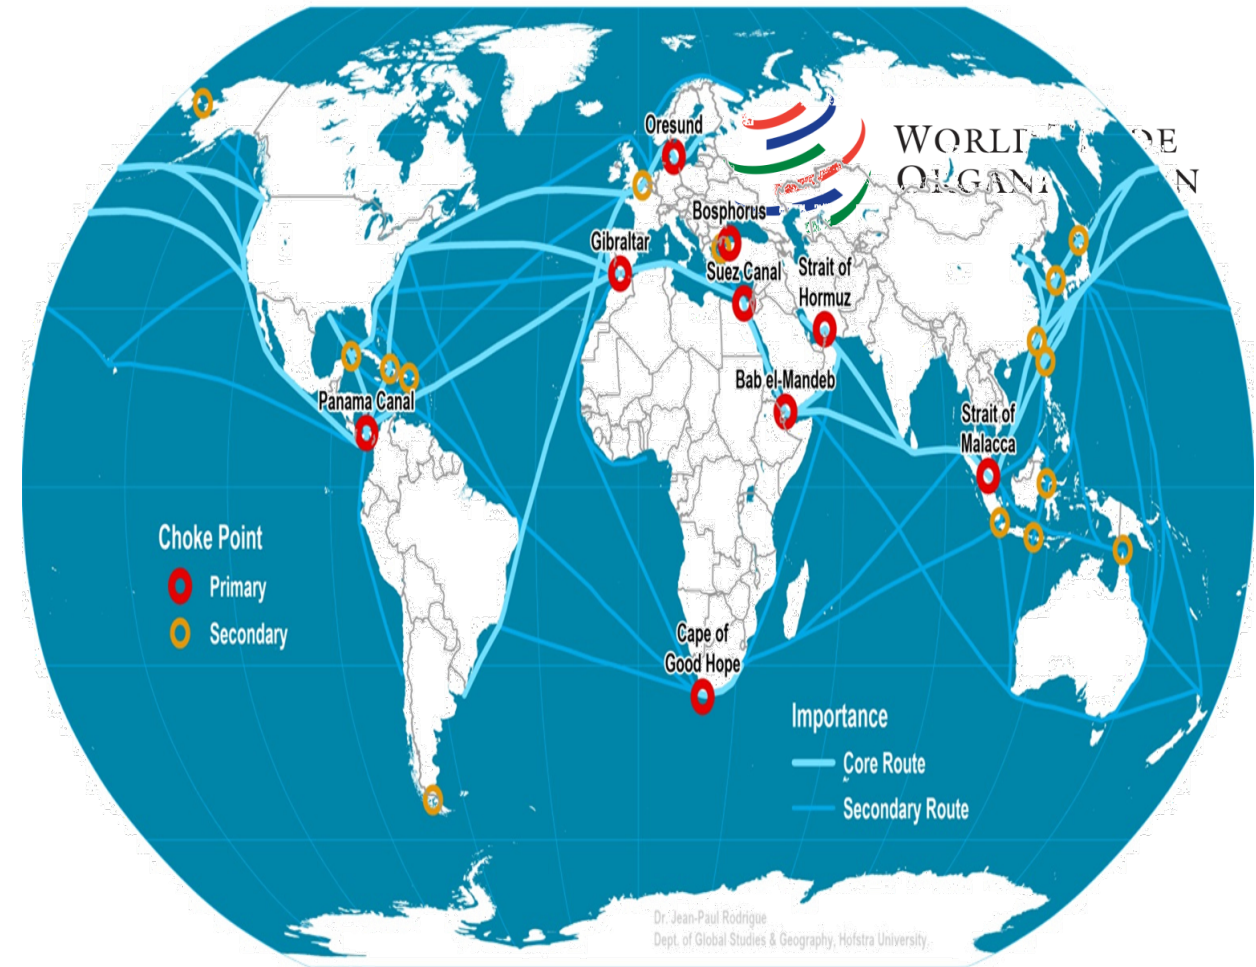 Oresund
WORL
DE
N
Bosphorus
Gibraltar
Suez Canal
Strait of
Hormuz
Bab el-Mandeb
Panama Canal
Strait of
Malacca
Choke Point
Primary
Secondary
Cape of
Good Hope
Importance
Core Route
Secondary Route
Dr. Jean-Paul Rodrigue
Dept. of Global Studies & Geography, Hofstra University